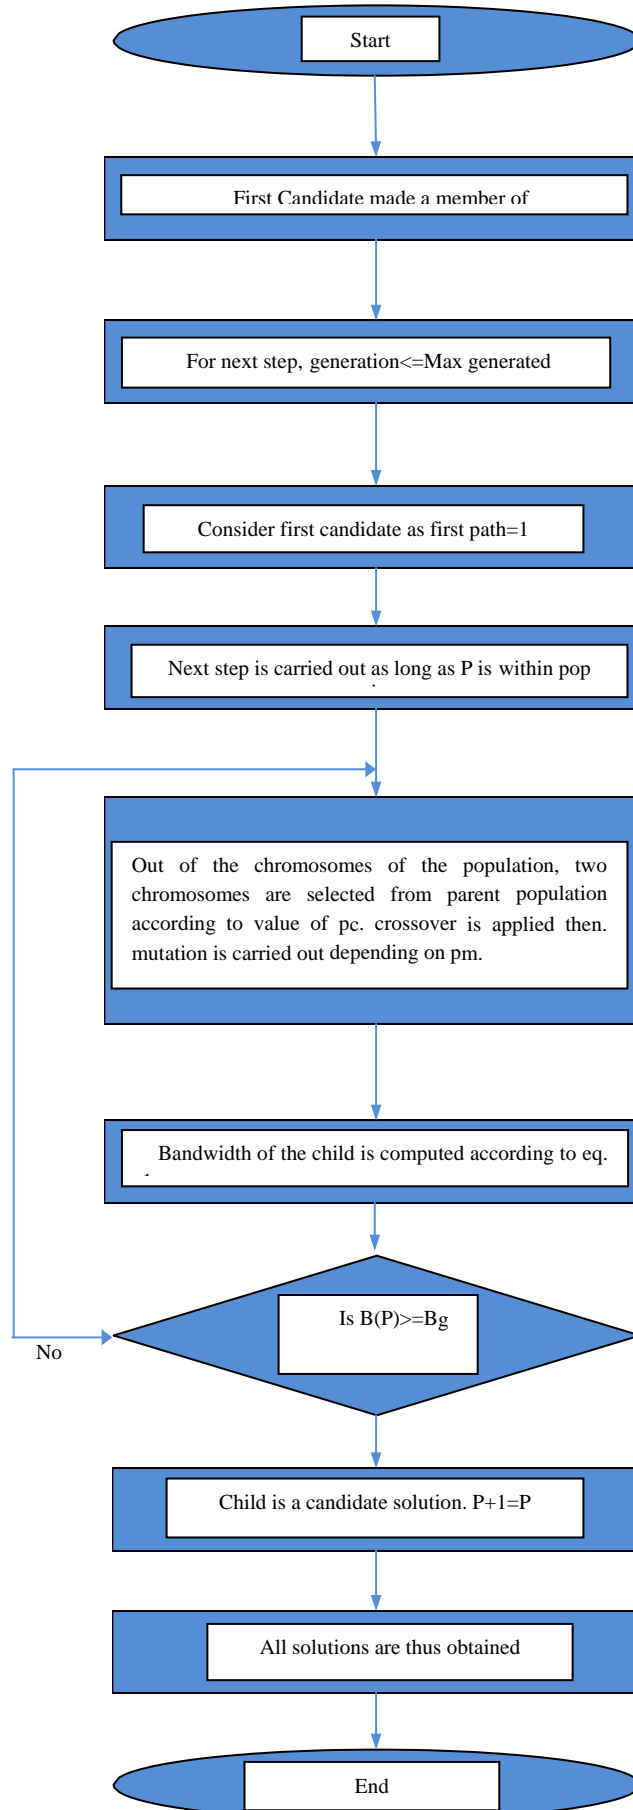 Start
First Candidate made a member of
For next step, generation<=Max generated
Consider first candidate as first path=1
Next step is carried out as long as P is within pop
Out of the chromosomes of the population, two
chromosomes are selected from parent population
according to value of pc. crossover is applied then.
mutation is carried out depending on pm.
Bandwidth of the child is computed according to eq.
Is B(P)>=Bg
No
Child is a candidate solution. P+1=P
All solutions are thus obtained
End